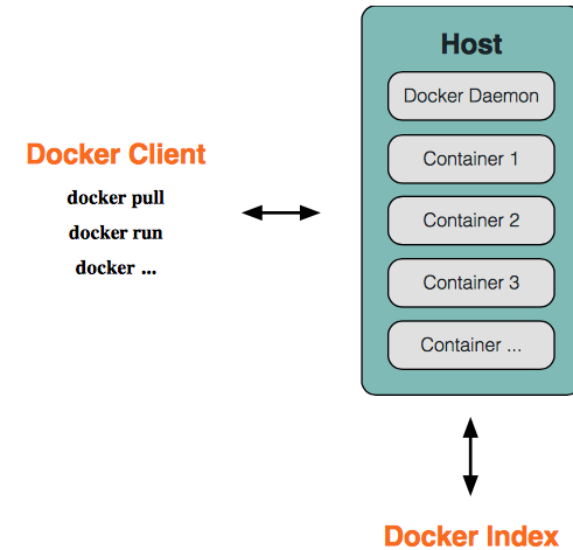 Host
Docker Daemon
Docker Client
Container 1
docker pull
docker run
Container 2
docker ...
Container 3
Container ...
Docker Index